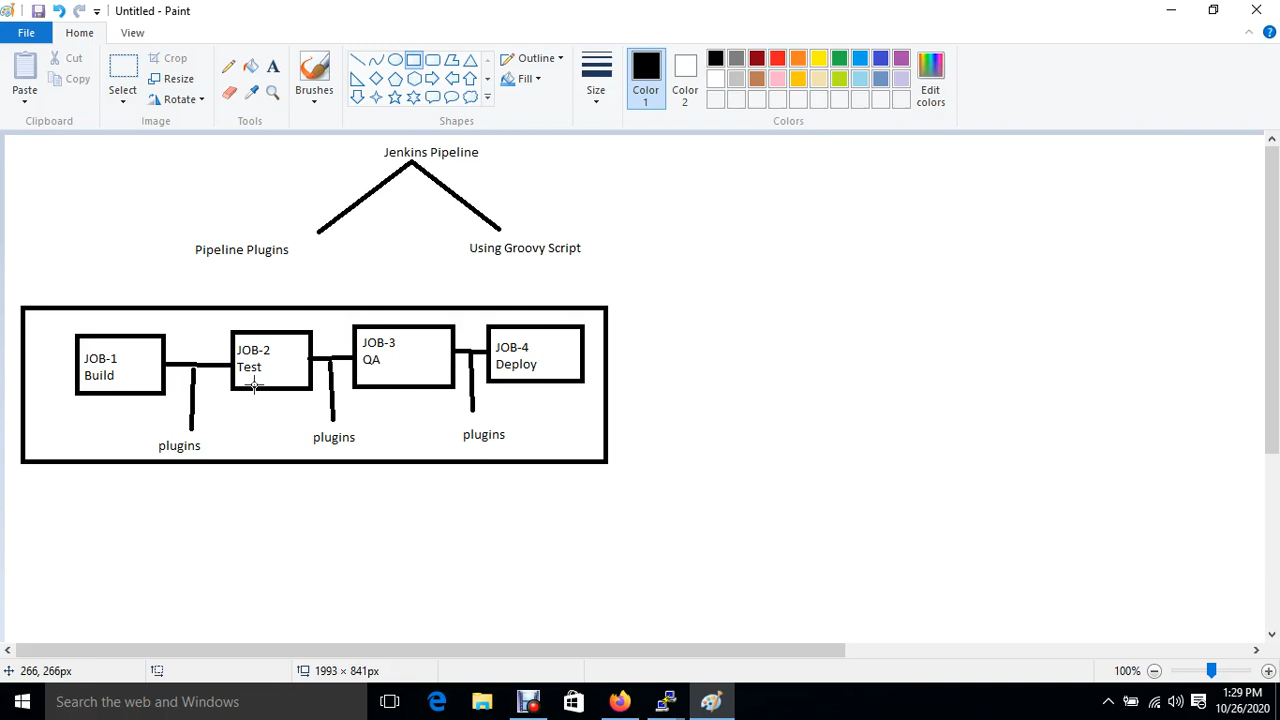 Untitled - Paint
File
Home
View
Paste
Cut
Copy
Clipboard
Select
Crop
Resize
Rotate
Image
A
Tools
Brushes
Outline
Fill
Shapes
Size
Color
1
Color
2
Edit
colors
Colors
Jenkins Pipeline
Pipeline Plugins
Using Groovy Script
JOB-1
Build
JOB-2
Test
JOB-3
QA
JOB-4
Deploy
plugins
plugins
plugins
266, 266px
1993 × 841px
100%
Search the web and Windows
1:29 PM
10/26/2020